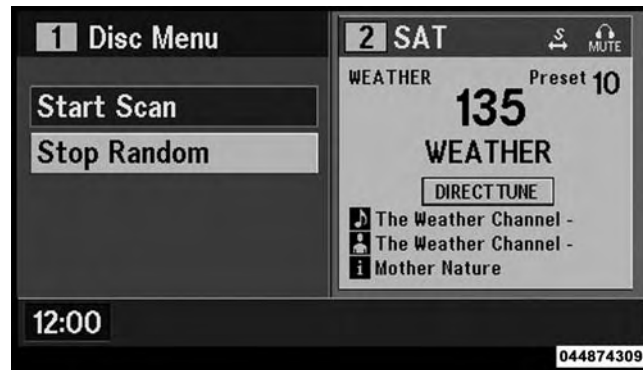 1 Disc Menu
Start Scan
Stop Random
2 SAT
S
MUTE
WEATHER
Preset 10
135
WEATHER
DIRECT TUNE
The Weather Channel -
The Weather Channel -
i Mother Nature
12:00
044874309